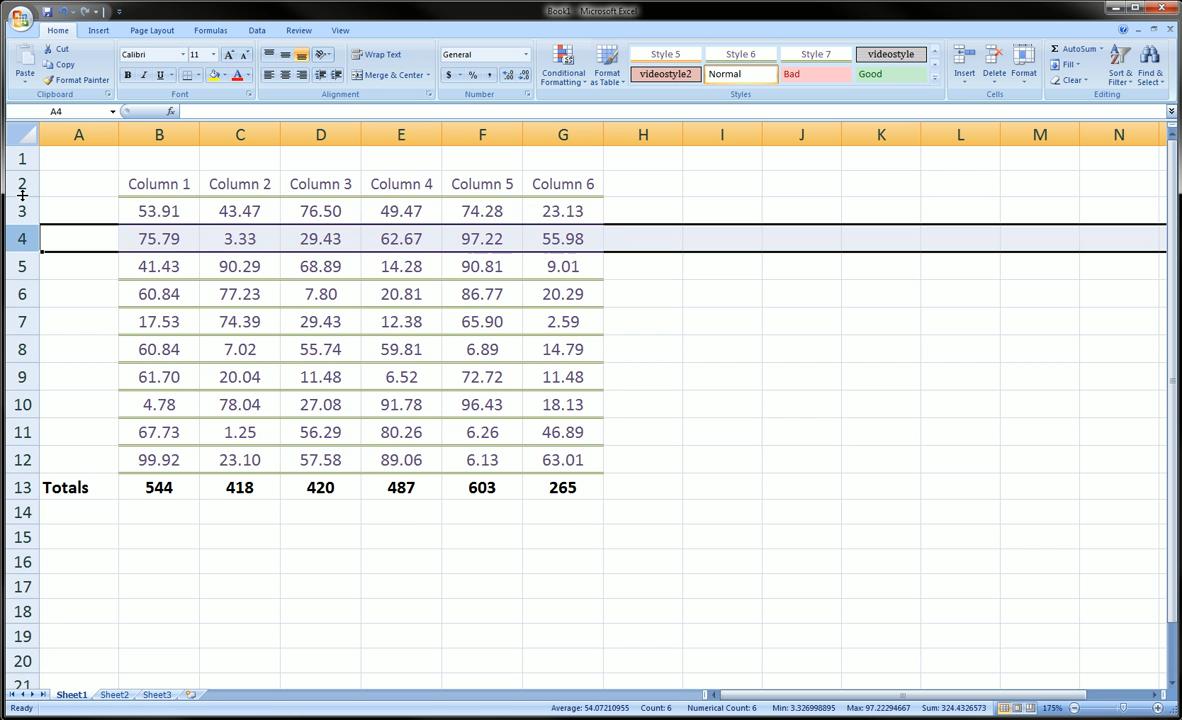 Book1 - Microsoft Excel
Home Insert Page Layout Formulas Data Review View
Paste Cut Copy Format Painter Clipboard
Calibri 11 A A B I U A Font
Wrap Text Merge & Center Alignment
General $ % , Number
Conditional Formatting Format as Table Style 5 Style 6 Style 7 videostyle
videostyle2 Normal Bad Good Styles
Insert Delete Format Cells
AutoSum Fill Clear Sort & Filter Find & Select Editing
A4 fx
A B C D E F G H I J K L M N
1
2 Column 1 Column 2 Column 3 Column 4 Column 5 Column 6
3 53.91 43.47 76.50 49.47 74.28 23.13
4 75.79 3.33 29.43 62.67 97.22 55.98
5 41.43 90.29 68.89 14.28 90.81 9.01
6 60.84 77.23 7.80 20.81 86.77 20.29
7 17.53 74.39 29.43 12.38 65.90 2.59
8 60.84 7.02 55.74 59.81 6.89 14.79
9 61.70 20.04 11.48 6.52 72.72 11.48
10 4.78 78.04 27.08 91.78 96.43 18.13
11 67.73 1.25 56.29 80.26 6.26 46.89
12 99.92 23.10 57.58 89.06 6.13 63.01
13 Totals 544 418 420 487 603 265
14
15
16
17
18
19
20
21
Sheet1 Sheet2 Sheet3
Ready Average: 54.07210955 Count: 6 Numerical Count: 6 Min: 3.326998895 Max: 97.22294667 Sum: 324.4326573 175%